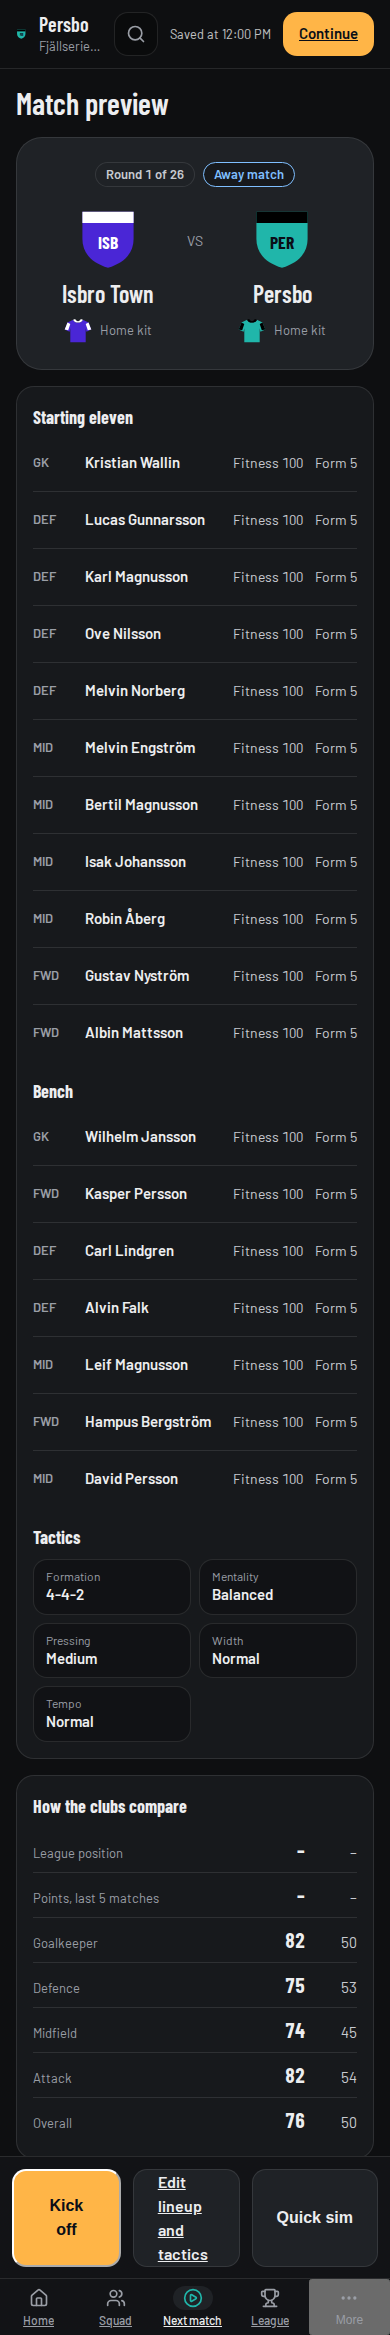 Persbo
Fjällserie...
Saved at 12:00 PM
Continue
Match preview
Round 1 of 26
Away match
ISB
VS
PER
Isbro Town
Persbo
Home kit
Home kit
Starting eleven
GK Kristian Wallin Fitness 100 Form 5
DEF Lucas Gunnarsson Fitness 100 Form 5
DEF Karl Magnusson Fitness 100 Form 5
DEF Ove Nilsson Fitness 100 Form 5
DEF Melvin Norberg Fitness 100 Form 5
MID Melvin Engström Fitness 100 Form 5
MID Bertil Magnusson Fitness 100 Form 5
MID Isak Johansson Fitness 100 Form 5
MID Robin Åberg Fitness 100 Form 5
FWD Gustav Nyström Fitness 100 Form 5
FWD Albin Mattsson Fitness 100 Form 5
Bench
GK Wilhelm Jansson Fitness 100 Form 5
FWD Kasper Persson Fitness 100 Form 5
DEF Carl Lindgren Fitness 100 Form 5
DEF Alvin Falk Fitness 100 Form 5
MID Leif Magnusson Fitness 100 Form 5
FWD Hampus Bergström Fitness 100 Form 5
MID David Persson Fitness 100 Form 5
Tactics
Formation
4-4-2
Mentality
Balanced
Pressing
Medium
Width
Normal
Tempo
Normal
How the clubs compare
League position – –
Points, last 5 matches – –
Goalkeeper 82 50
Defence 75 53
Midfield 74 45
Attack 82 54
Overall 76 50
Kick
off
Edit
lineup
and
tactics
Quick sim
Home
Squad
Next match
League
More